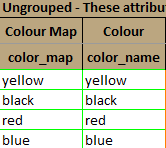 Ungrouped - These attribu
Colour Map Colour
color_map color_name
yellow yellow
black black
red red
blue blue